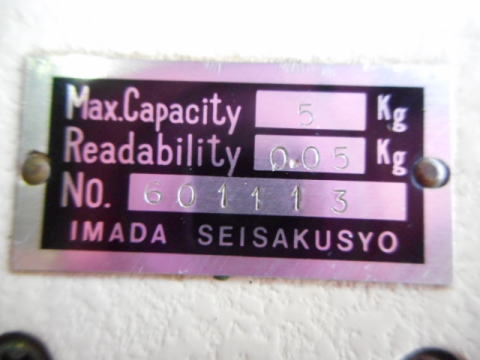 Max.Capacity 5 Kg
Readability 0.05 Kg
NO. 601113
IMADA SEISAKUSYO